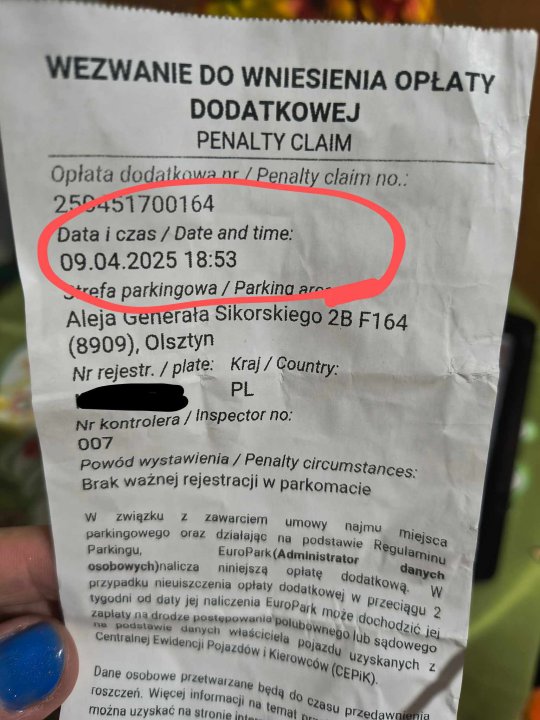 WEZWANIE DO WNIESIENIA OPŁATY
DODATKOWEJ
PENALTY CLAIM
Opłata dodatkowa nr / Penalty claim no.:
259451700164
Data i czas / Date and time:
09.04.2025 18:53
Strefa parkingowa / Parking area
Aleja Generała Sikorskiego 2B F164
(8909), Olsztyn
Nr rejestr. / plate: Kraj / Country:
PL
Nr kontrolera / Inspector no:
007
Powód wystawienia / Penalty circumstances:
Brak ważnej rejestracji w parkomacie
W związku z zawarciem umowy najmu miejsca
parkingowego oraz działając na podstawie Regulaminu
Parkingu, EuroPark(Administrator danych
osobowych)nalicza niniejszą opłatę dodatkową. W
przypadku nieuiszczenia opłaty dodatkowej w przeciągu 2
tygodni od daty jej naliczenia EuroPark może dochodzić jej
zapłaty na drodze postępowania polubownego lub sądowego
na podstawie danych właściciela pojazdu uzyskanych z
Centralnej Ewidencji Pojazdów i Kierowców (CEPiK).
Dane osobowe przetwarzane będą do czasu przedawnienia
roszczeń. Więcej informacji na temat
można uzyskać na stronie